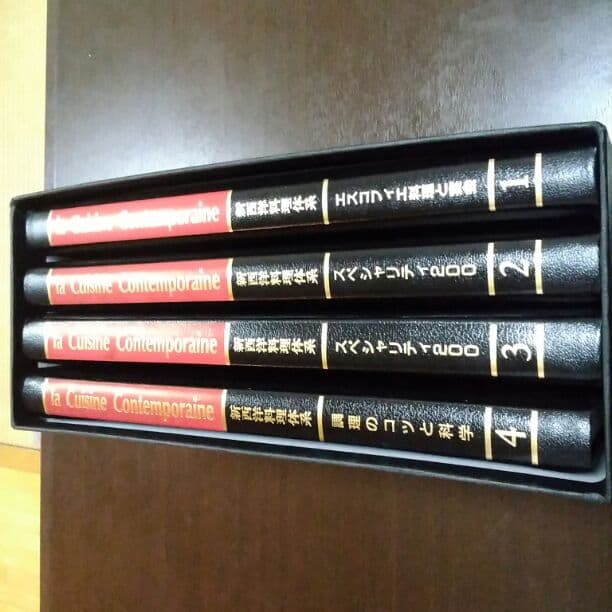 la Cuisine Contemporaine 新西洋料理体系 エスコフィエ料理と宴会 1
la Cuisine Contemporaine 新西洋料理体系 スペシャリティ200 2
la Cuisine Contemporaine 新西洋料理体系 スペシャリティ200 3
la Cuisine Contemporaine 新西洋料理体系 調理のコツと科学 4